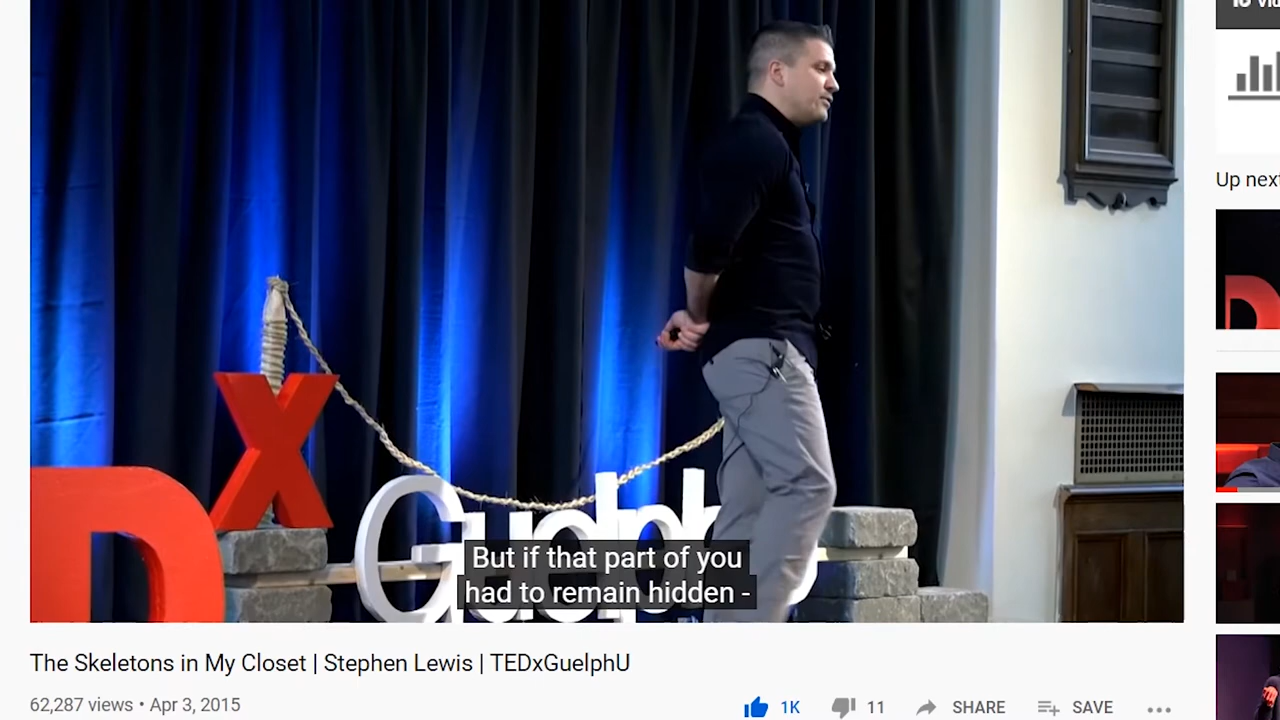 D
X
Guelph
But if that part of you
had to remain hidden -
The Skeletons in My Closet | Stephen Lewis | TEDxGuelphU
62,287 views • Apr 3, 2015
1K
11
SHARE
SAVE
Up next